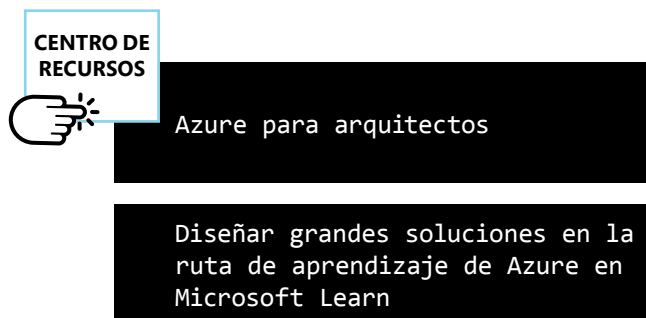 CENTRO DE
RECURSOS
Azure para arquitectos
Diseñar grandes soluciones en la
ruta de aprendizaje de Azure en
Microsoft Learn